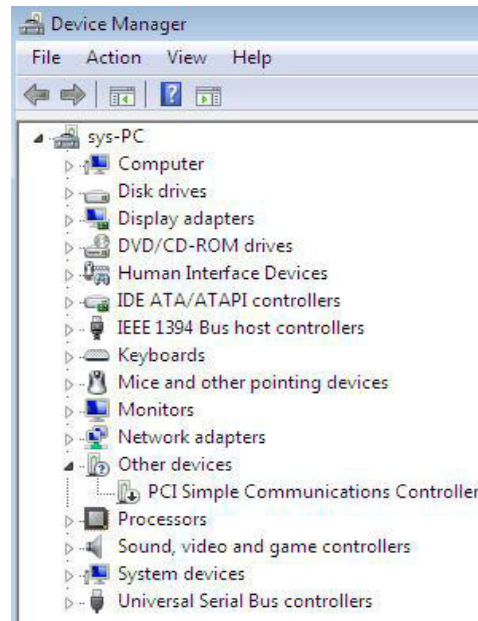 Device Manager
File Action View Help
sys-PC
Computer
Disk drives
Display adapters
DVD/CD-ROM drives
Human Interface Devices
IDE ATA/ATAPI controllers
IEEE 1394 Bus host controllers
Keyboards
Mice and other pointing devices
Monitors
Network adapters
Other devices
PCI Simple Communications Controller
Processors
Sound, video and game controllers
System devices
Universal Serial Bus controllers